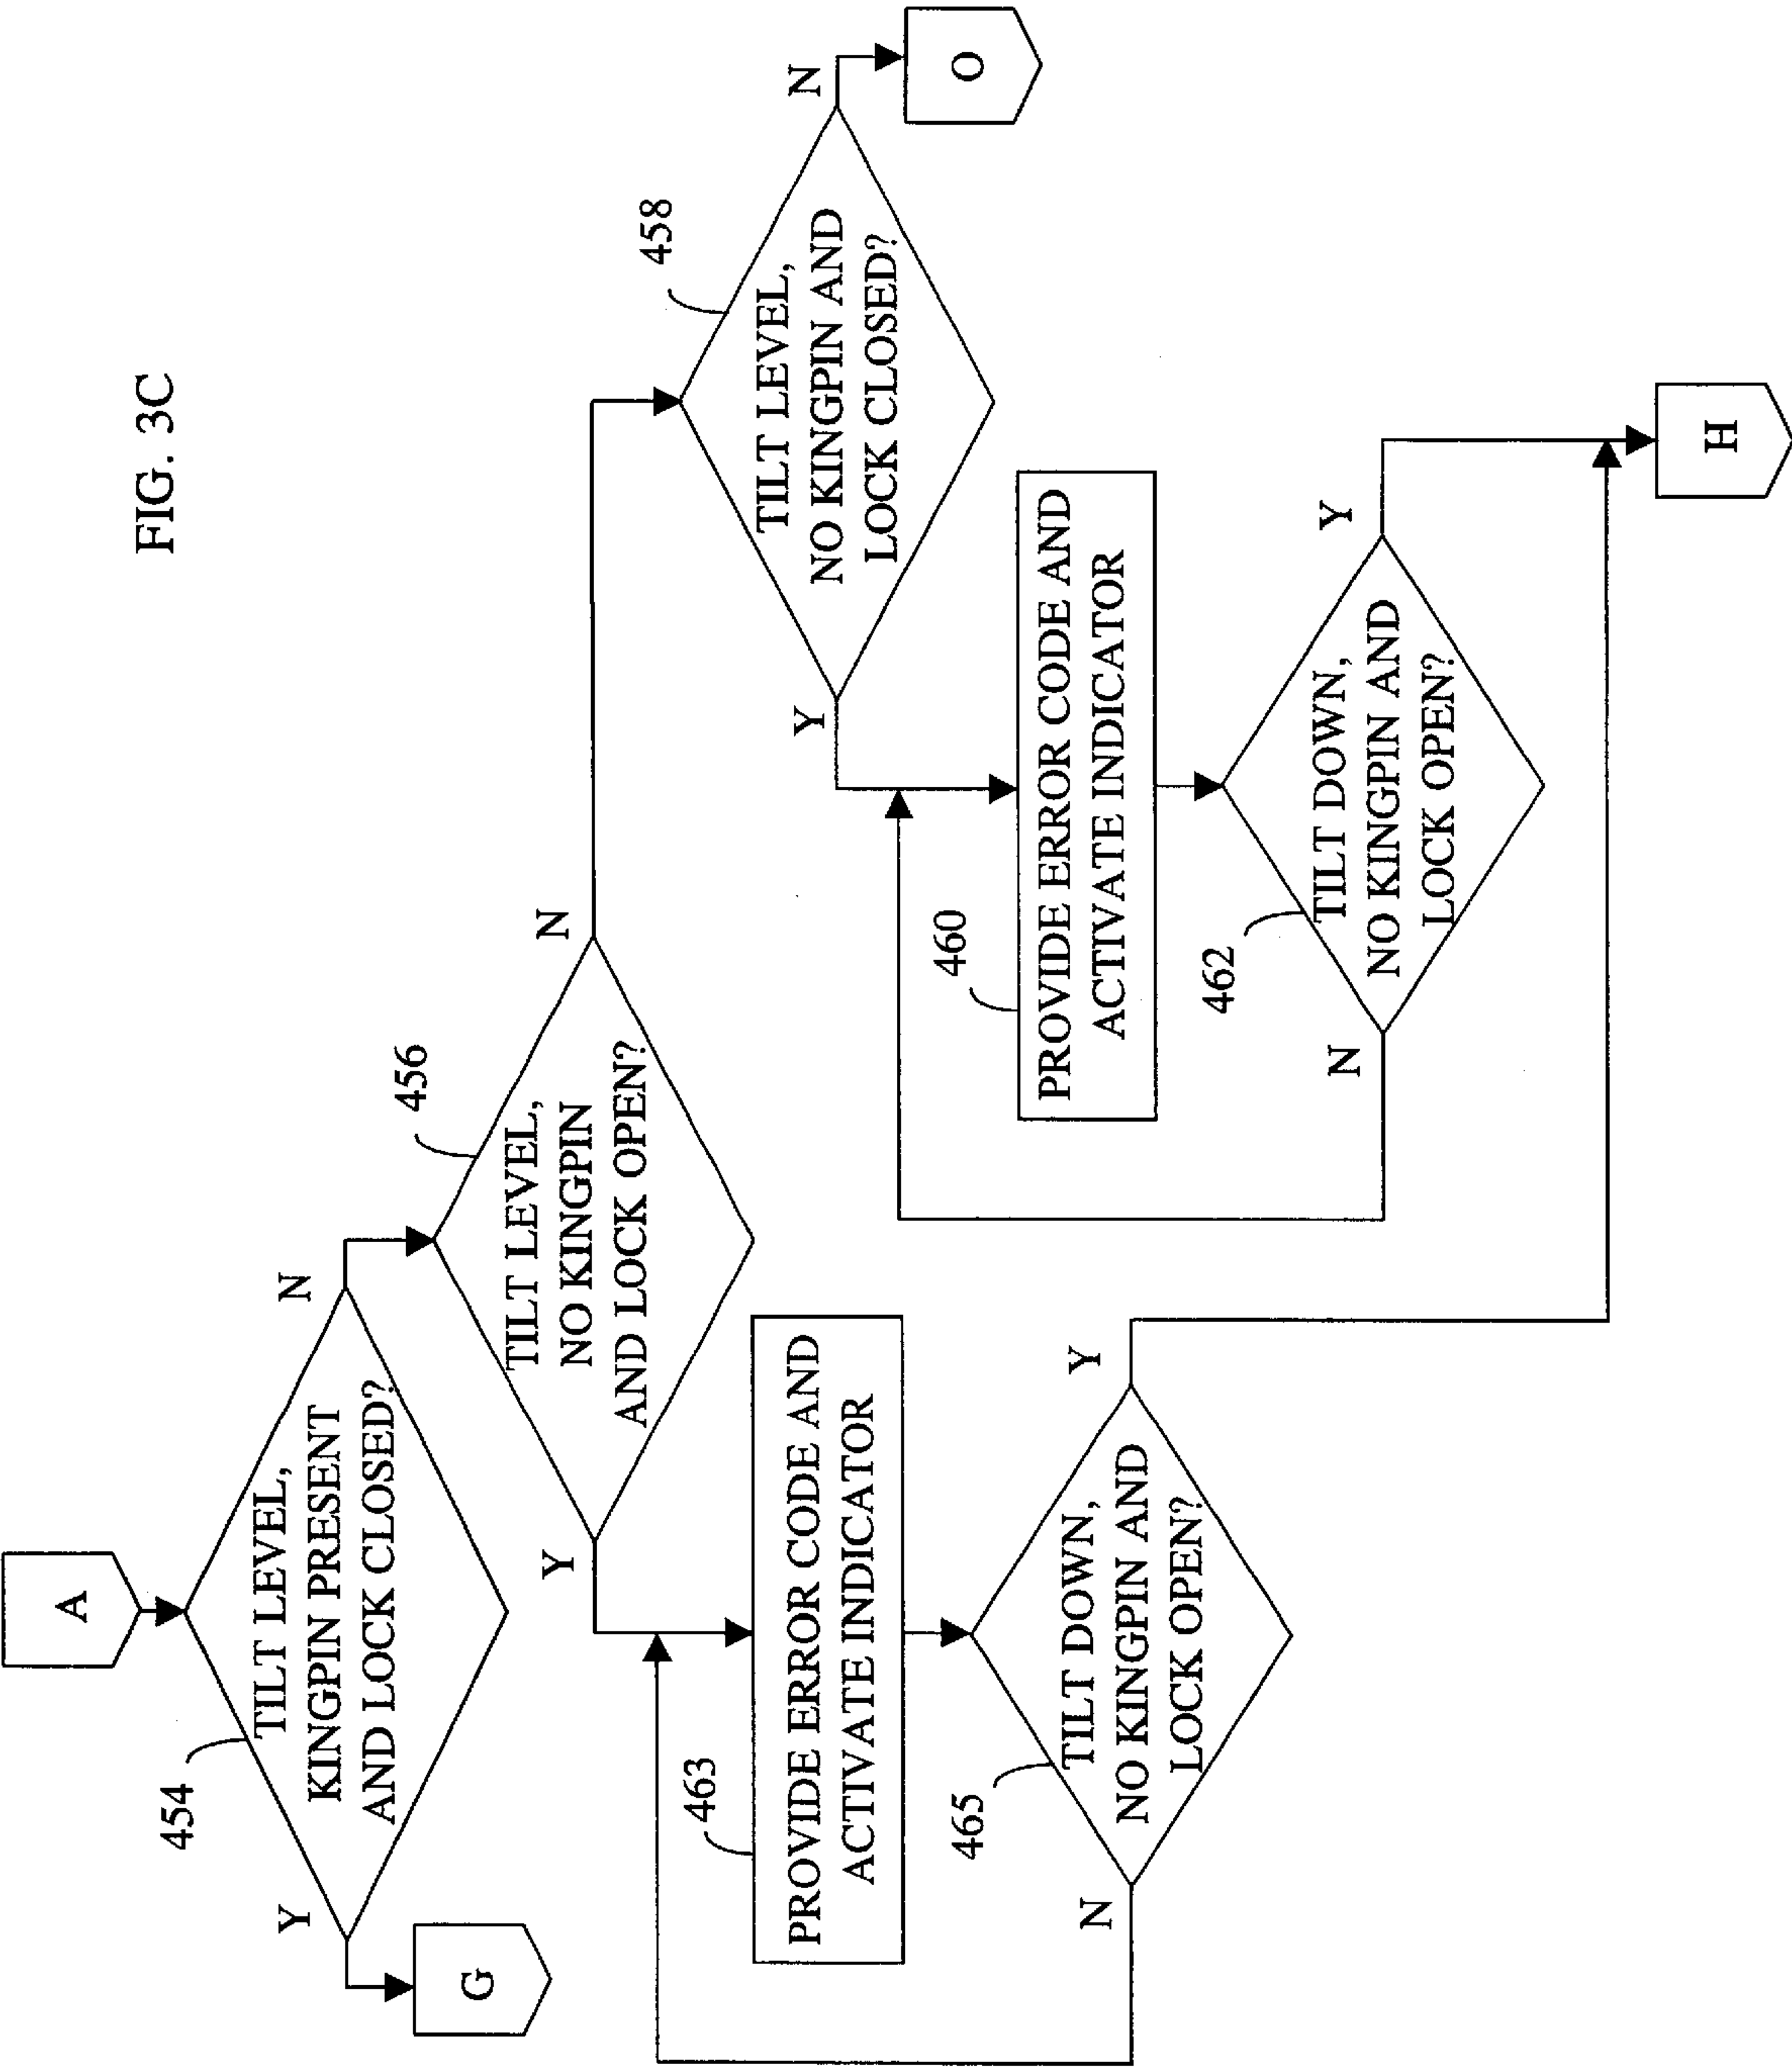 FIG. 3C
A
454
TILT LEVEL,
KINGPIN PRESENT
AND LOCK CLOSED?
Y
N
G
456
TILT LEVEL,
NO KINGPIN
AND LOCK OPEN?
Y
N
458
TILT LEVEL,
NO KINGPIN AND
LOCK CLOSED?
Y
N
O
463
PROVIDE ERROR CODE AND
ACTIVATE INDICATOR
460
PROVIDE ERROR CODE AND
ACTIVATE INDICATOR
465
TILT DOWN,
NO KINGPIN AND
LOCK OPEN?
N
Y
462
TILT DOWN,
NO KINGPIN AND
LOCK OPEN?
N
Y
H